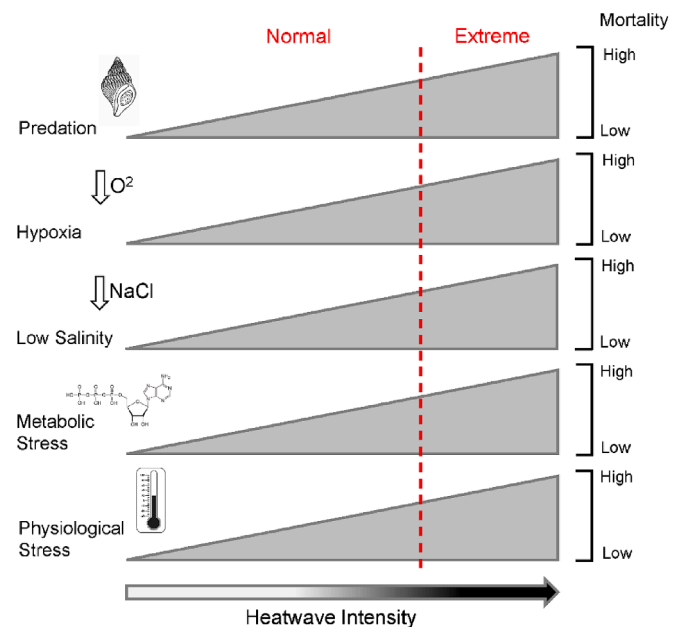 Mortality
Normal Extreme
High
Predation
Low
O²
High
Hypoxia
Low
NaCl
High
Low Salinity
Low
High
Metabolic
Stress
Low
High
Physiological
Stress
Low
Heatwave Intensity